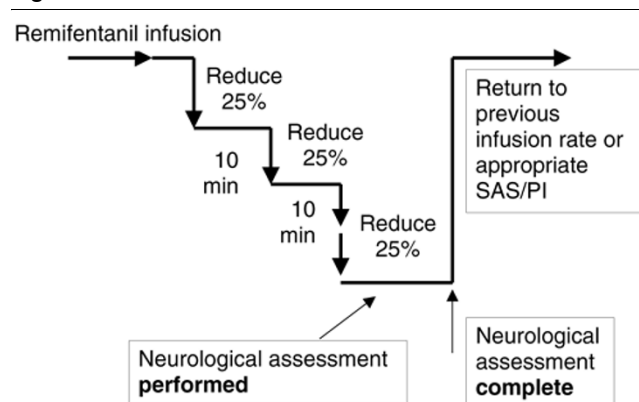 Remifentanil infusion
Reduce
25%
Reduce
25%
10
min
10
min
Reduce
25%
Return to
previous
infusion rate or
appropriate
SAS/PI
Neurological assessment
performed
Neurological
assessment
complete